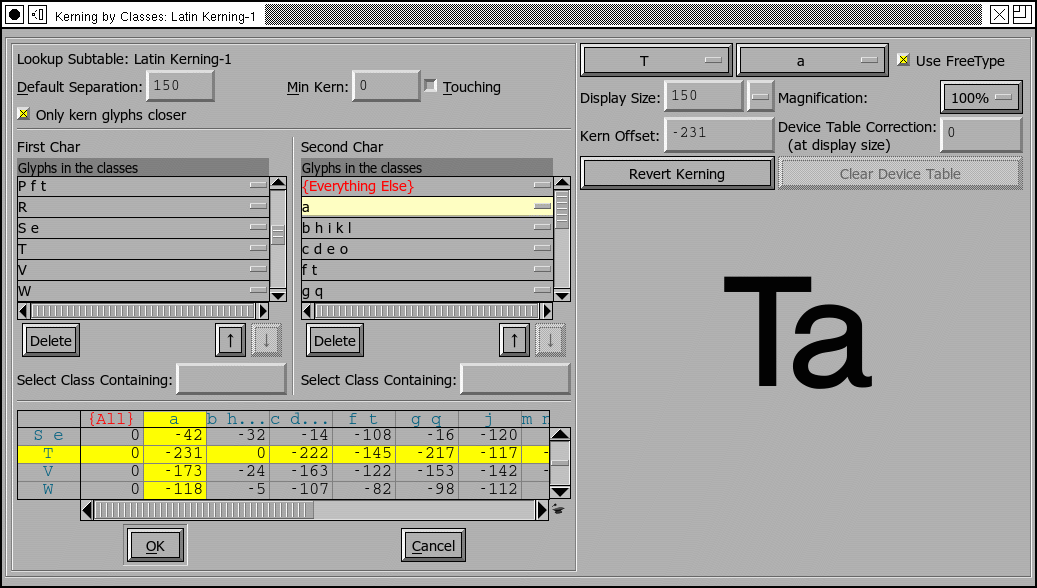 Kerning by Classes: Latin Kerning-1
Lookup Subtable: Latin Kerning-1
Default Separation: 150 Min Kern: 0 Touching
Only kern glyphs closer
First Char
Glyphs in the classes
P f t
R
S e
T
V
W
Delete ↑ ↓
Select Class Containing:
Second Char
Glyphs in the classes
{Everything Else}
a
b h i k l
c d e o
f t
g q
Delete ↑ ↓
Select Class Containing:
{All} a b h... c d... f t g q j m
S e 0 -42 -32 -14 -108 -16 -120
T 0 -231 0 -222 -145 -217 -117 -
V 0 -173 -24 -163 -122 -153 -142 -
W 0 -118 -5 -107 -82 -98 -112
OK Cancel
T a Use FreeType
Display Size: 150 Magnification: 100%
Kern Offset: -231 Device Table Correction: 0
(at display size)
Revert Kerning Clear Device Table
Ta